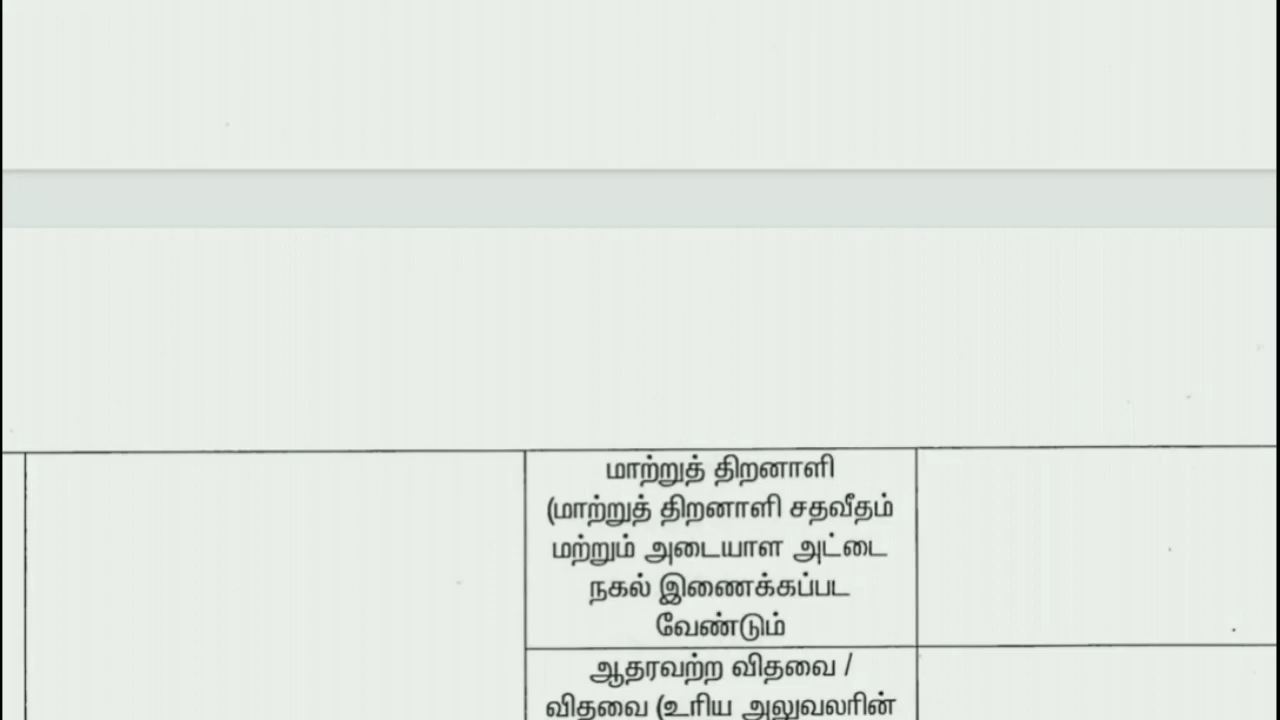 மாற்றுத் திறனாளி
(மாற்றுத் திறனாளி சதவீதம்
மற்றும் அடையாள அட்டை
நகல் இணைக்கப்பட
வேண்டும்
ஆதரவற்ற விதவை /
விதவை (உரிய அலுவலரின்